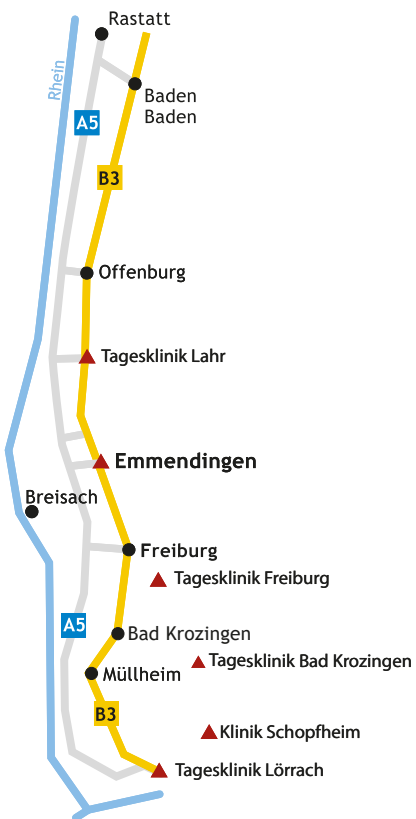 Rastatt
Rhein
Baden
Baden
A5
B3
Offenburg
Tagesklinik Lahr
Emmendingen
Breisach
Freiburg
Tagesklinik Freiburg
A5
Bad Krozingen
Tagesklinik Bad Krozingen
Müllheim
B3
Klinik Schopfheim
Tagesklinik Lörrach